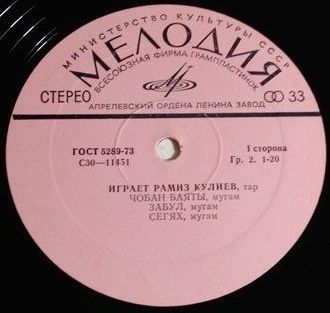 МИНИСТЕРСТВО КУЛЬТУРЫ СССР
МЕЛОДИЯ
ВСЕСОЮЗНАЯ ФИРМА ГРАМПЛАСТИНОК
СТЕРЕО
33
АПРЕЛЕВСКИЙ ОРДЕНА ЛЕНИНА ЗАВОД
ГОСТ 5289-73
1 сторона
С30—11451
Гр. 2. 1-20
ИГРАЕТ РАМИЗ КУЛИЕВ, тар
ЧОБАН БАЯТЫ, мугам
ЗАБУЛ, мугам
СЕГЯХ, мугам